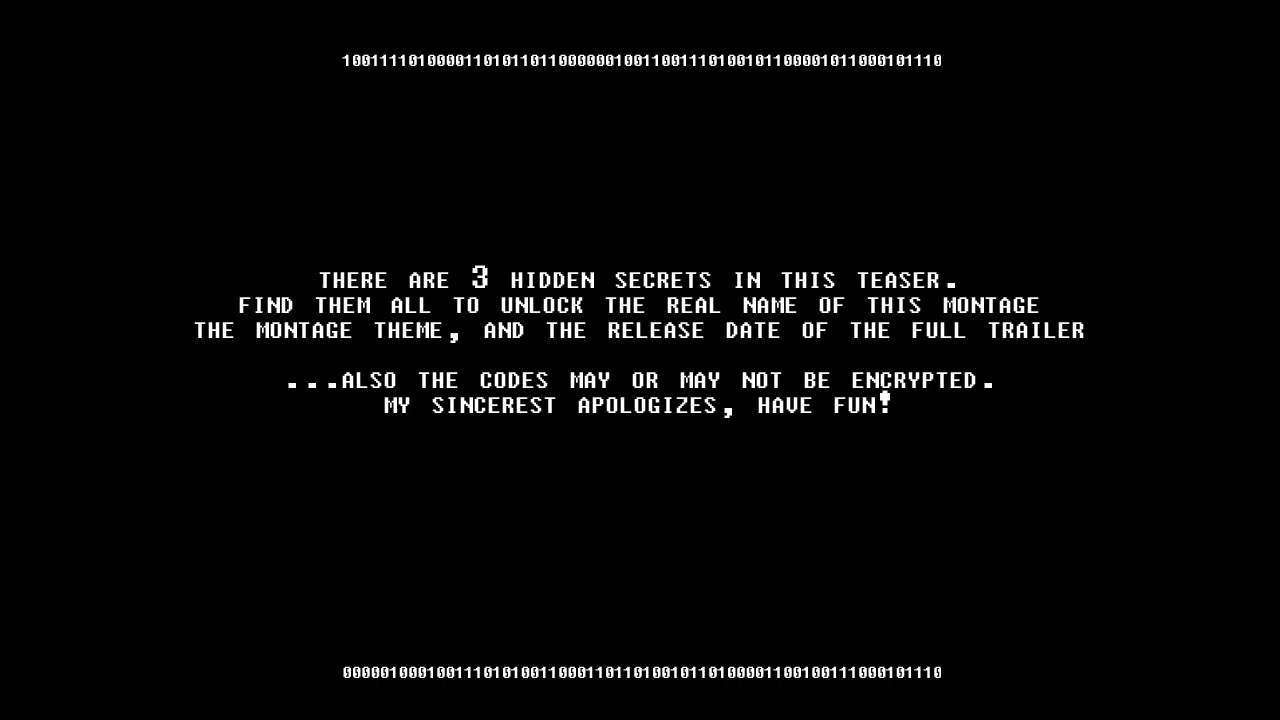 1001111010000110101101100000010011001110100101100001011000101110
THERE ARE 3 HIDDEN SECRETS IN THIS TEASER.
FIND THEM ALL TO UNLOCK THE REAL NAME OF THIS MONTAGE
THE MONTAGE THEME, AND THE RELEASE DATE OF THE FULL TRAILER
...ALSO THE CODES MAY OR MAY NOT BE ENCRYPTED.
MY SINCEREST APOLOGIZES, HAVE FUN!
0000010001001110101001100011011010010110100001100100111000101110